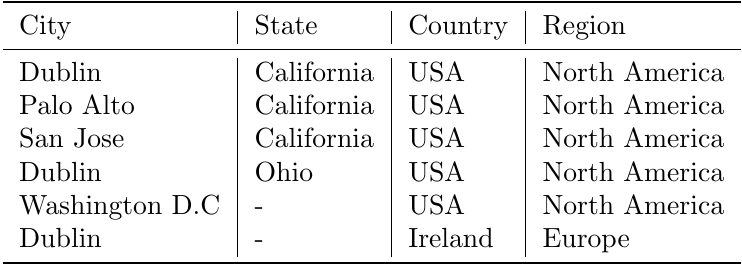 City State Country Region
Dublin California USA North America
Palo Alto California USA North America
San Jose California USA North America
Dublin Ohio USA North America
Washington D.C - USA North America
Dublin - Ireland Europe